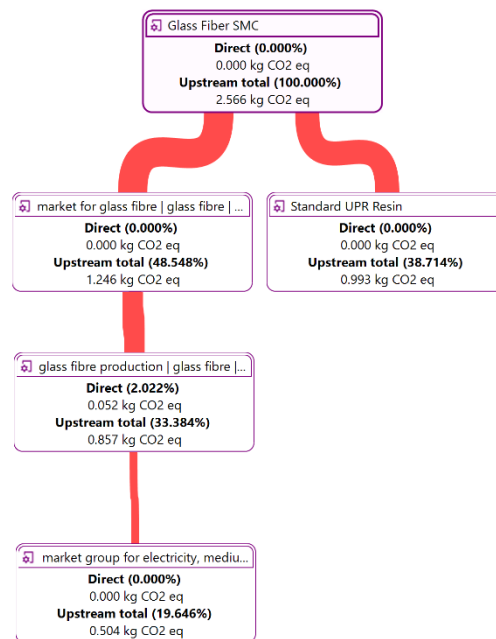 Glass Fiber SMC
Direct (0.000%)
0.000 kg CO2 eq
Upstream total (100.000%)
2.566 kg CO2 eq
market for glass fibre | glass fibre | ...
Direct (0.000%)
0.000 kg CO2 eq
Upstream total (48.548%)
1.246 kg CO2 eq
Standard UPR Resin
Direct (0.000%)
0.000 kg CO2 eq
Upstream total (38.714%)
0.993 kg CO2 eq
glass fibre production | glass fibre |...
Direct (2.022%)
0.052 kg CO2 eq
Upstream total (33.384%)
0.857 kg CO2 eq
market group for electricity, mediu...
Direct (0.000%)
0.000 kg CO2 eq
Upstream total (19.646%)
0.504 kg CO2 eq